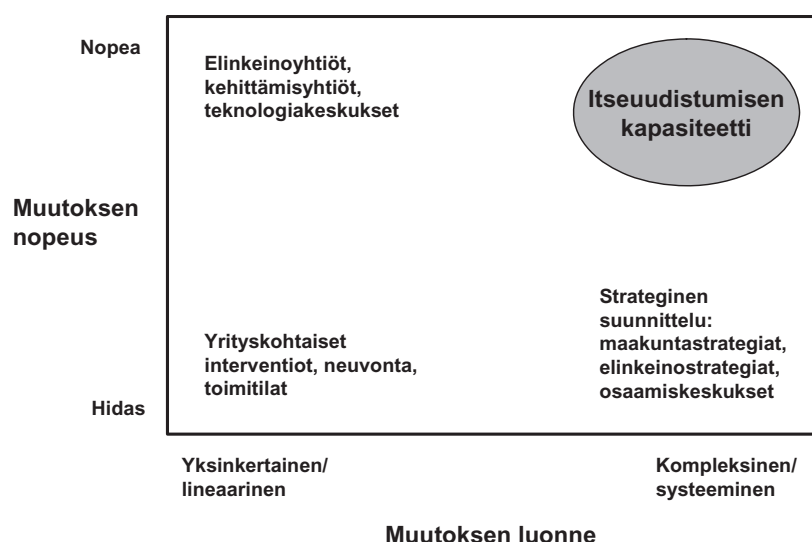 Nopea
Elinkeinoyhtiöt,
kehittämisyhtiöt,
teknologiakeskukset
Itseuudistumisen
kapasiteetti
Muutoksen
nopeus
Yrityskohtaiset
interventiot, neuvonta,
toimitilat
Strateginen
suunnittelu:
maakuntastrategiat,
elinkeinostrategiat,
osaamiskeskukset
Hidas
Yksinkertainen/
lineaarinen
Kompleksinen/
systeeminen
Muutoksen luonne